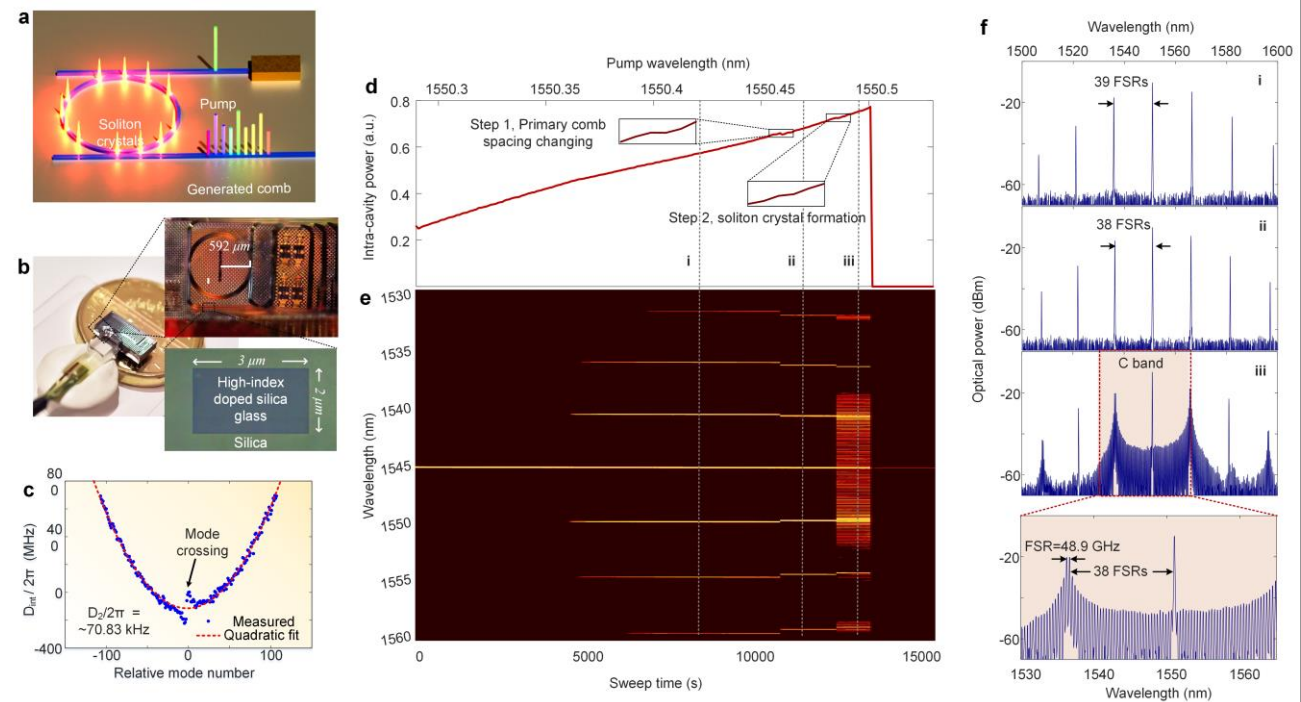 a
Pump
Soliton
crystals
Generated comb
b
592 μm
3 μm
High-index
doped silica
glass
2 μm
Silica
c
80
0
40
0
0
-400
D_int / 2π (MHz)
Mode
crossing
D2/2π =
~70.83 kHz
Measured
Quadratic fit
-100 0 100
Relative mode number
d
Pump wavelength (nm)
1550.3 1550.36 1550.4 1550.46 1550.5
0.8
0.6
0.4
0.2
Intra-cavity power (a.u.)
Step 1, Primary comb
spacing changing
Step 2, soliton crystal formation
i ii iii
e
1530
1535
1540
1545
1550
1555
1560
Wavelength (nm)
0 5000 10000 15000
Sweep time (s)
f
Wavelength (nm)
1500 1520 1540 1560 1580 1600
i
39 FSRs
-20
-60
ii
38 FSRs
-20
-60
Optical power (dBm)
C band
iii
-20
-60
FSR=48.9 GHz
38 FSRs
-20
-60
1530 1540 1550 1560
Wavelength (nm)